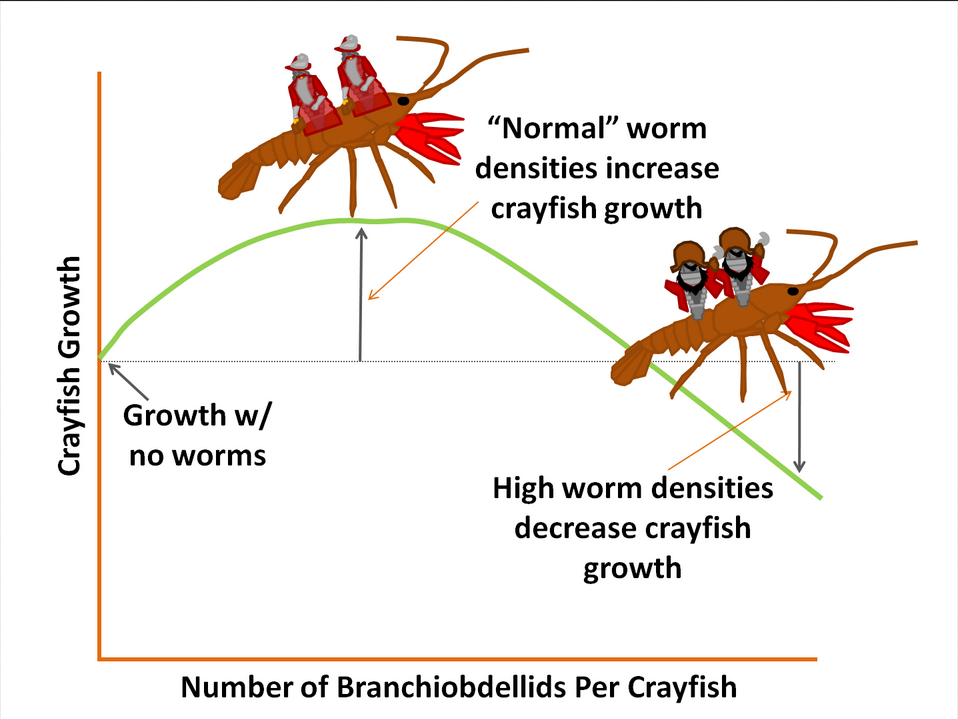 “Normal” worm
densities increase
crayfish growth
Crayfish Growth
Growth w/
no worms
High worm densities
decrease crayfish
growth
Number of Branchiobdellids Per Crayfish